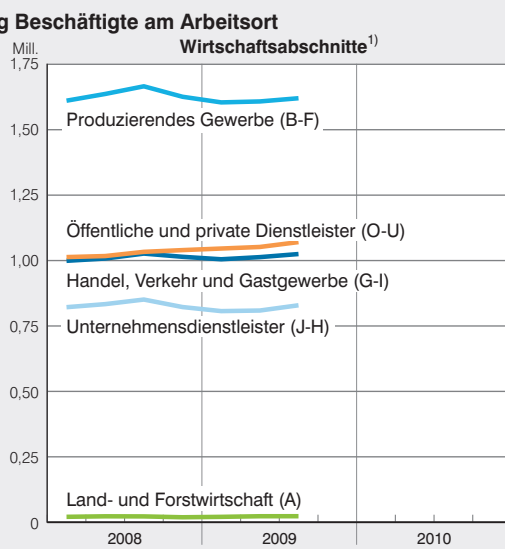 g Beschäftigte am Arbeitsort
Mill.
Wirtschaftsabschnitte1)
1,75
Produzierendes Gewerbe (B-F)
1,50
1,25
Öffentliche und private Dienstleister (O-U)
1,00
Handel, Verkehr und Gastgewerbe (G-I)
0,75
Unternehmensdienstleister (J-H)
0,50
0,25
Land- und Forstwirtschaft (A)
0
2008 2009 2010